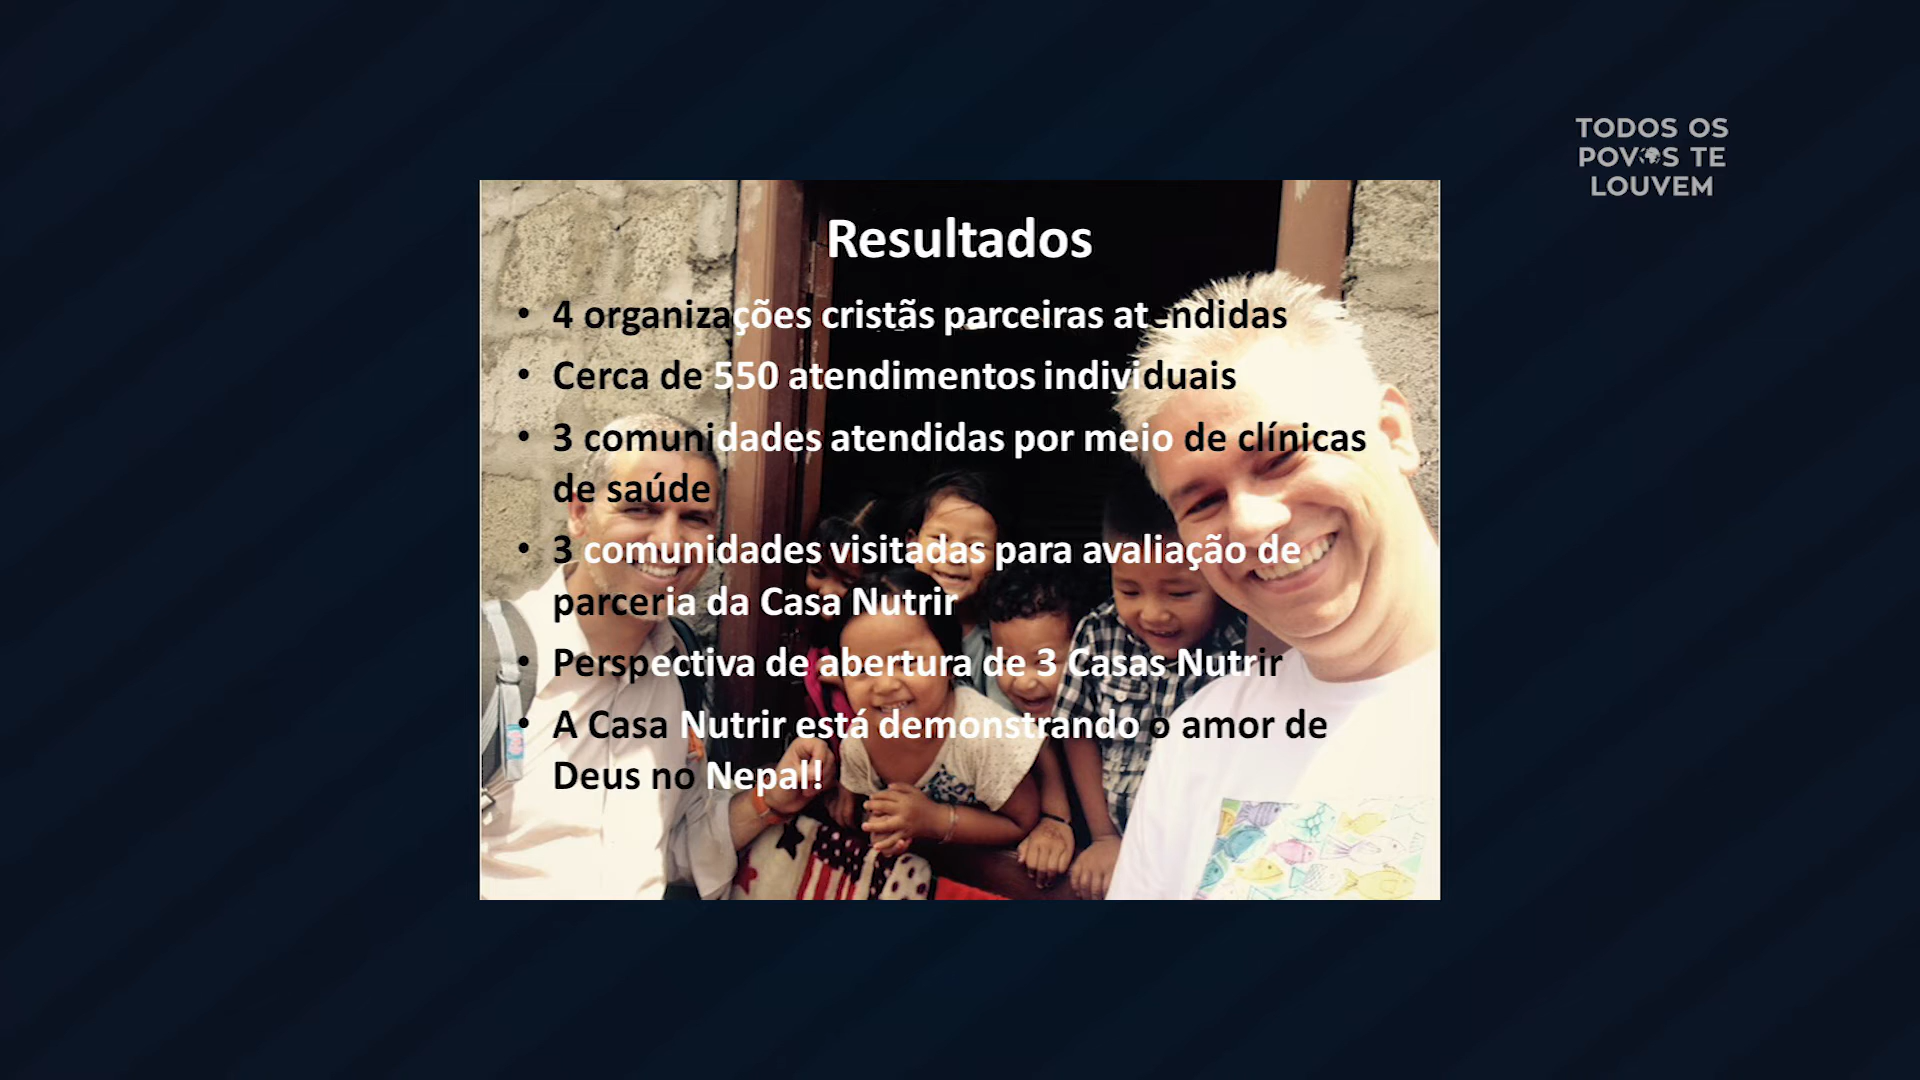 TODOS OS
POVOS TE
LOUVEM
Resultados
• 4 organizações cristãs parceiras atendidas
• Cerca de 550 atendimentos individuais
• 3 comunidades atendidas por meio de clínicas
de saúde
• 3 comunidades visitadas para avaliação de
parceria da Casa Nutrir
• Perspectiva de abertura de 3 Casas Nutrir
• A Casa Nutrir está demonstrando o amor de
Deus no Nepal!